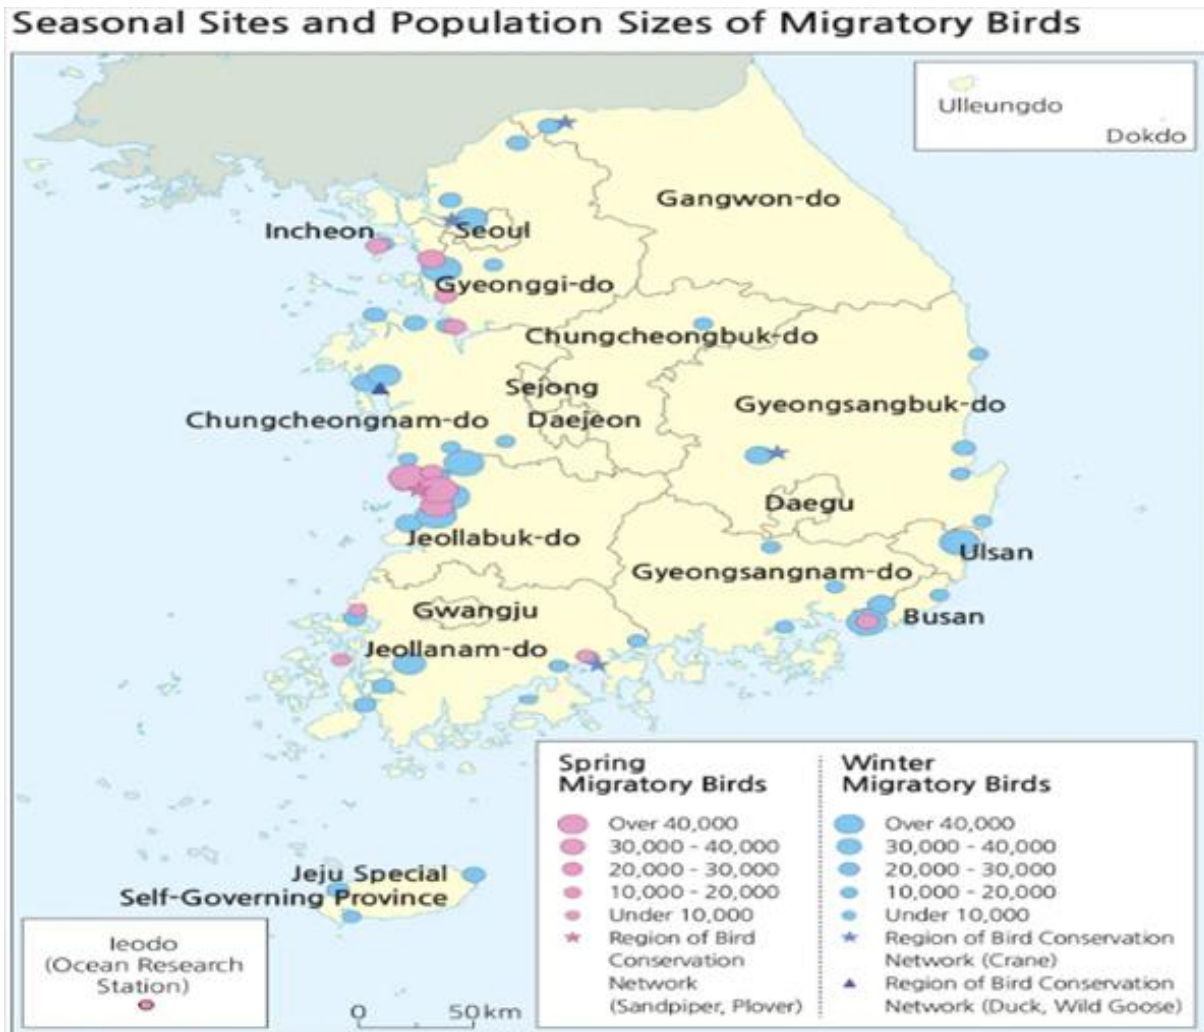 Seasonal Sites and Population Sizes of Migratory Birds
Ulleungdo
Dokdo
Gangwon-do
Incheon
Seoul
Gyeonggi-do
Chungcheongbuk-do
Sejong
Gyeongsangbuk-do
Chungcheongnam-do
Daejeon
Daegu
Jeollabuk-do
Ulsan
Gyeongsangnam-do
Gwangju
Busan
Jeollanam-do
Jeju Special
Self-Governing Province
Ieodo
(Ocean Research
Station)
0 50 km
Spring
Migratory Birds
Over 40,000
30,000 - 40,000
20,000 - 30,000
10,000 - 20,000
Under 10,000
Region of Bird
Conservation
Network
(Sandpiper, Plover)
Winter
Migratory Birds
Over 40,000
30,000 - 40,000
20,000 - 30,000
10,000 - 20,000
Under 10,000
Region of Bird Conservation
Network (Crane)
Region of Bird Conservation
Network (Duck, Wild Goose)